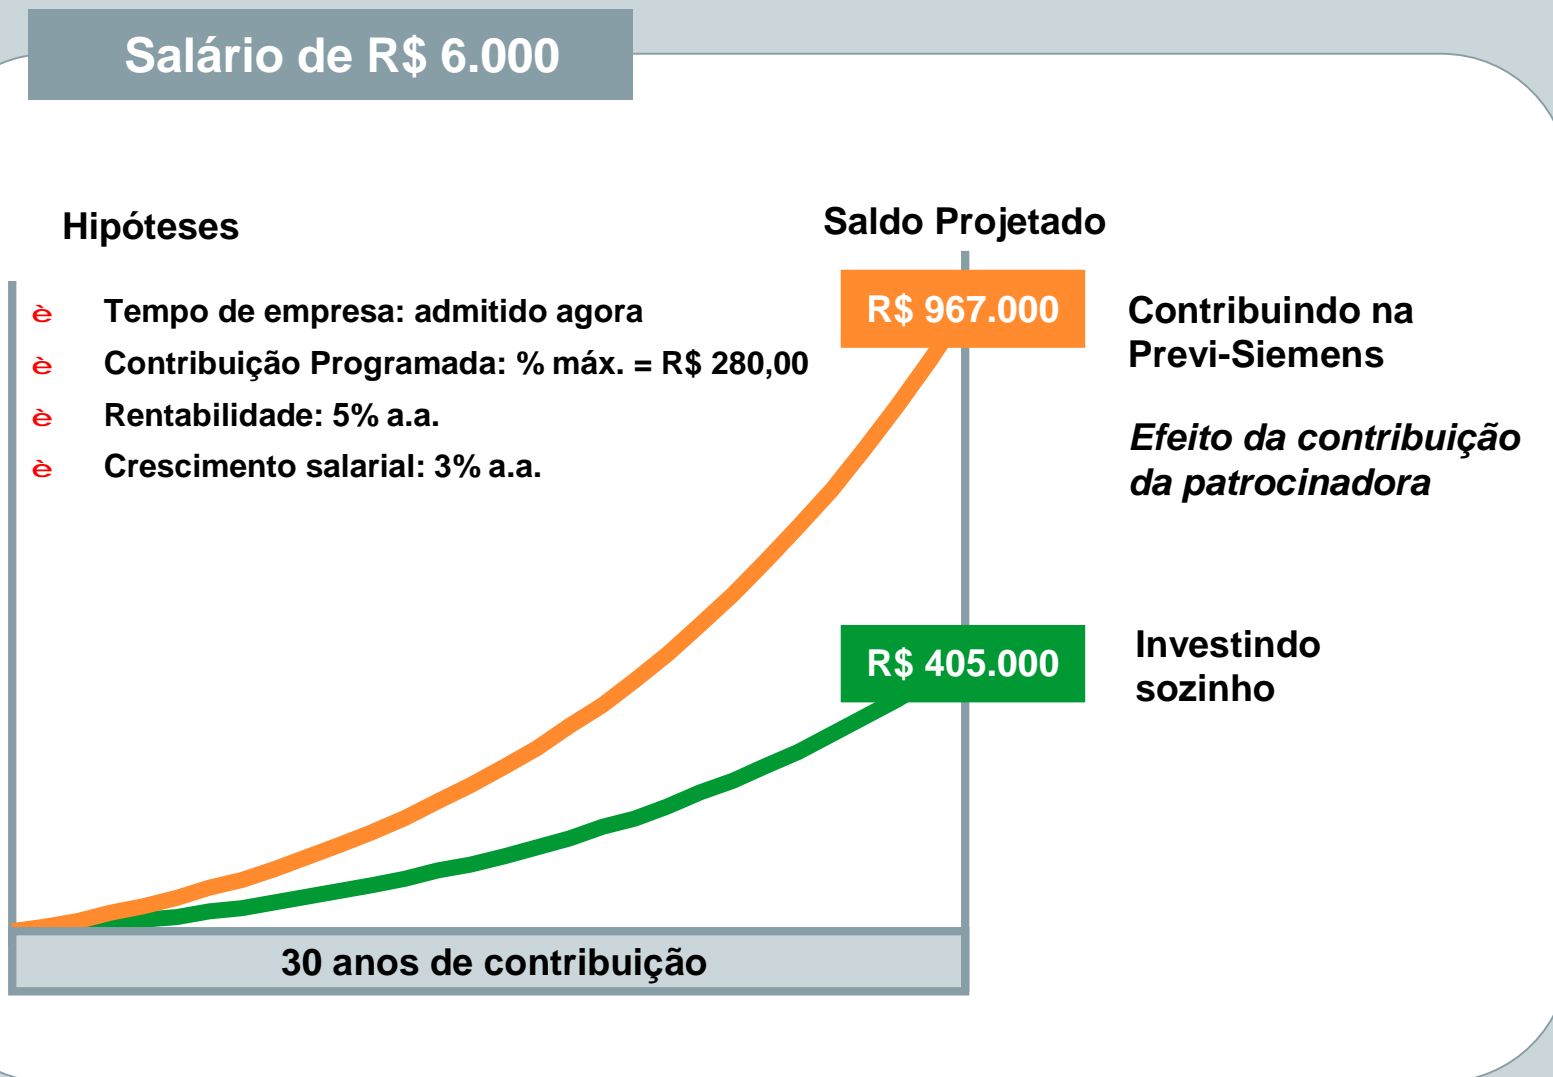 Salário de R$ 6.000
Hipóteses
è Tempo de empresa: admitido agora
è Contribuição Programada: % máx. = R$ 280,00
è Rentabilidade: 5% a.a.
è Crescimento salarial: 3% a.a.
Saldo Projetado
R$ 967.000
Contribuindo na
Previ-Siemens
Efeito da contribuição
da patrocinadora
R$ 405.000
Investindo
sozinho
30 anos de contribuição